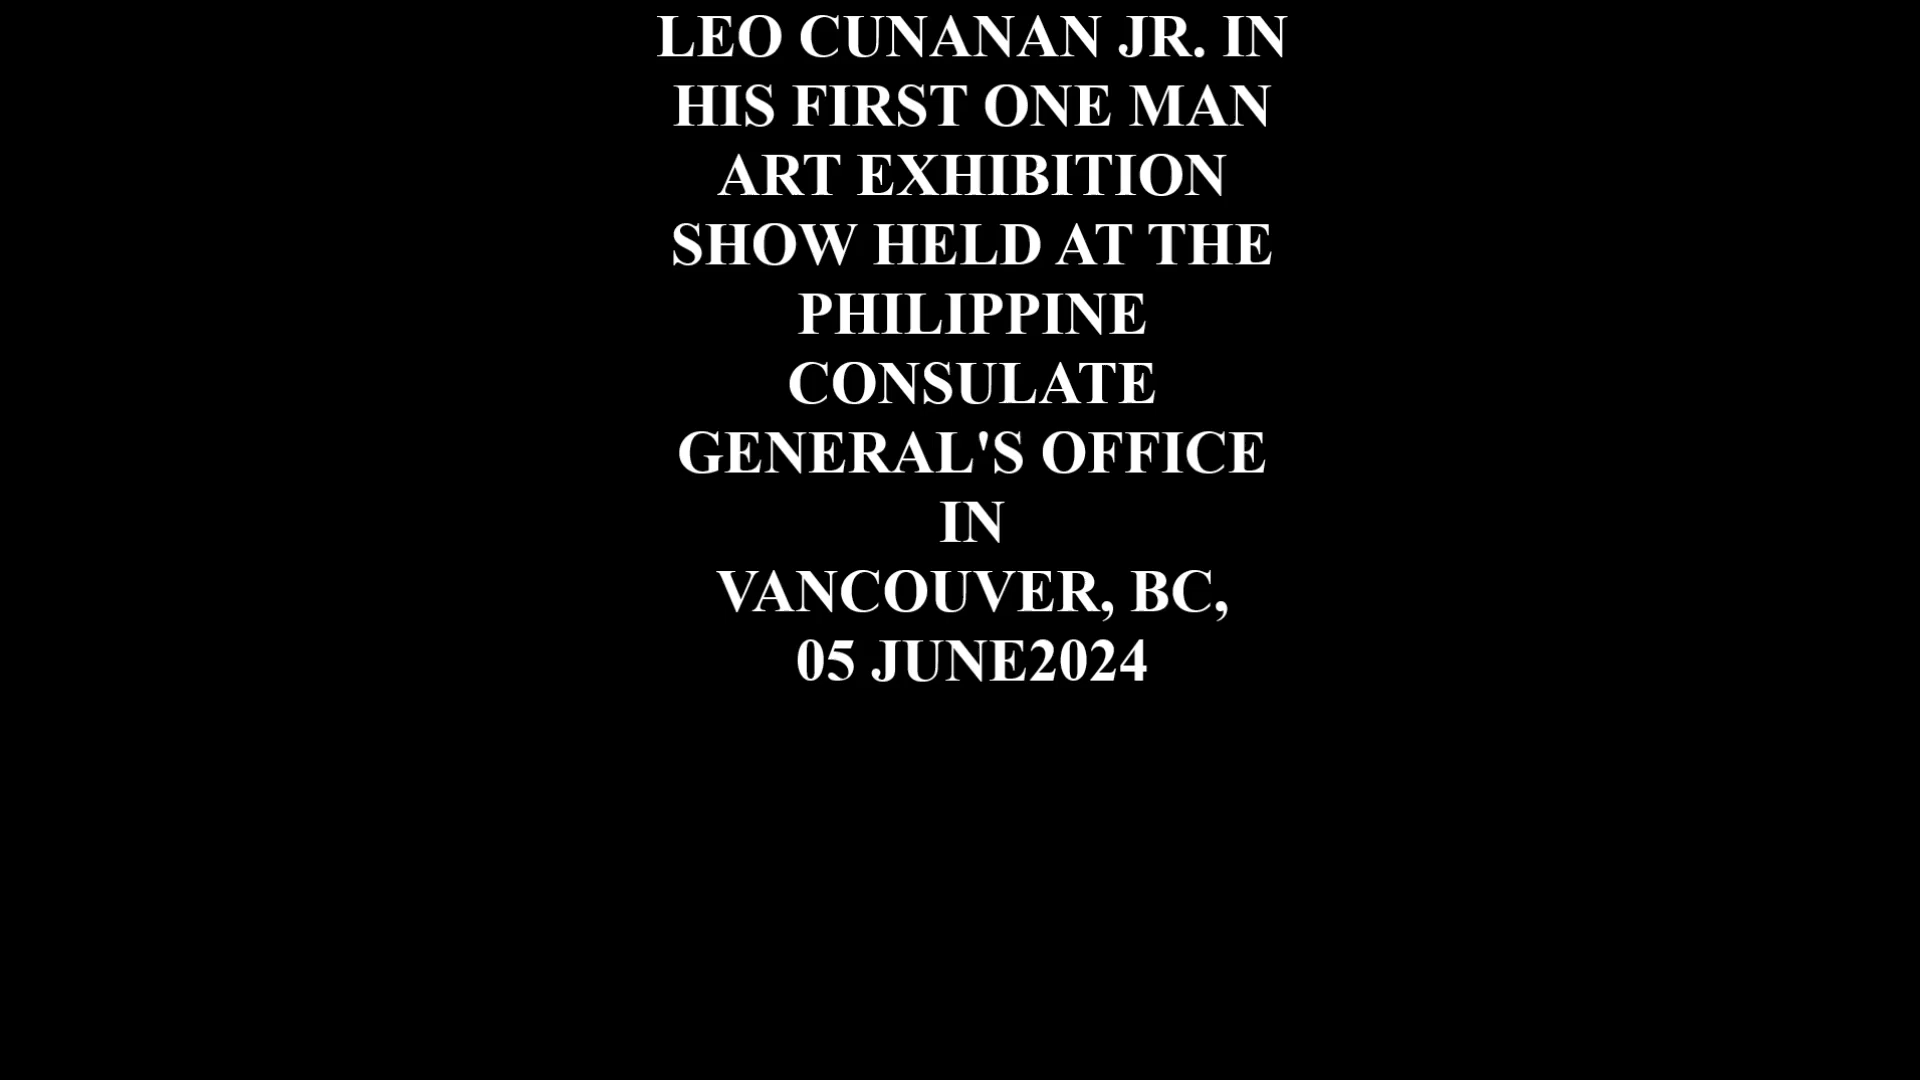 LEO CUNANAN JR. IN
HIS FIRST ONE MAN
ART EXHIBITION
SHOW HELD AT THE
PHILIPPINE
CONSULATE
GENERAL'S OFFICE
IN
VANCOUVER, BC,
05 JUNE2024